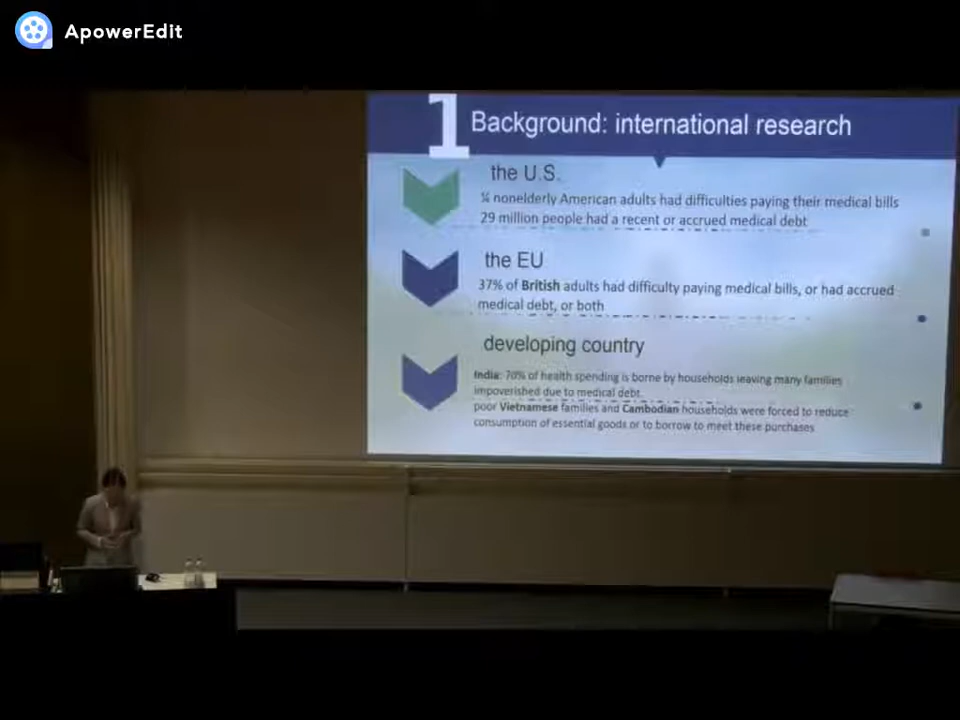 ApowerEdit
1
Background: international research
the U.S.
¼ nonelderly American adults had difficulties paying their medical bills
29 million people had a recent or accrued medical debt
the EU
37% of British adults had difficulty paying medical bills, or had accrued
medical debt, or both
developing country
India: 70% of health spending is borne by households leaving many families
impoverished due to medical debt.
poor Vietnamese families and Cambodian households were forced to reduce
consumption of essential goods or to borrow to meet these purchases